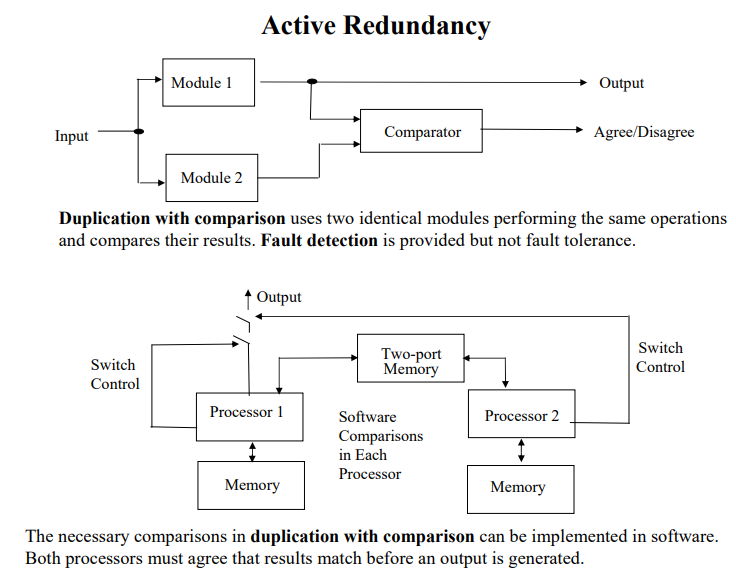 Active Redundancy
Module 1
Output
Input
Comparator
Agree/Disagree
Module 2
Duplication with comparison uses two identical modules performing the same operations
and compares their results. Fault detection is provided but not fault tolerance.
Output
Switch
Control
Two-port
Memory
Switch
Control
Processor 1
Software
Comparisons
in Each
Processor
Processor 2
Memory
Memory
The necessary comparisons in duplication with comparison can be implemented in software.
Both processors must agree that results match before an output is generated.